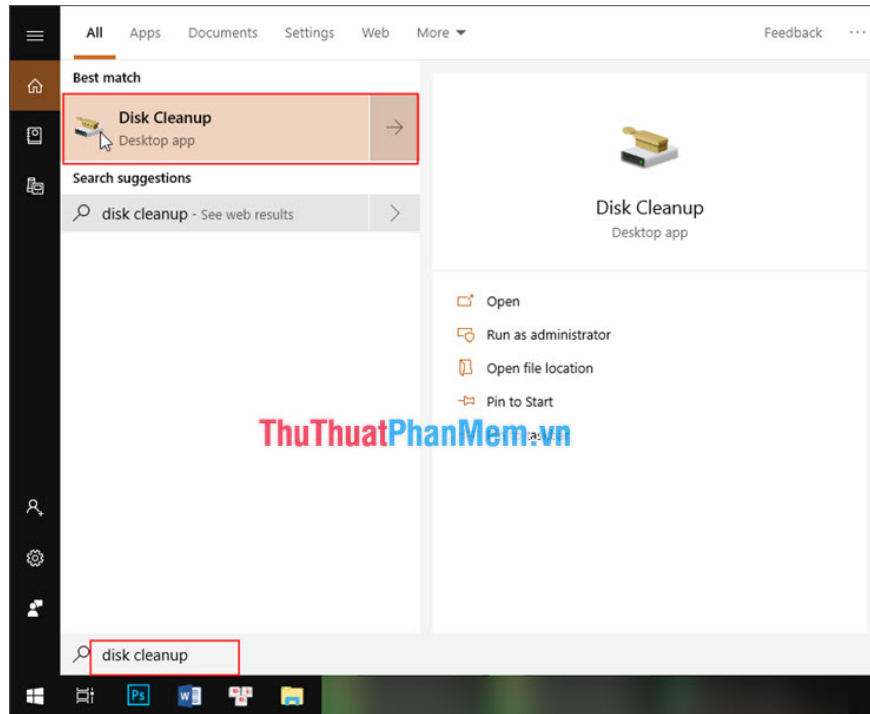 All Apps Documents Settings Web More Feedback ...
Best match
Disk Cleanup
Desktop app
Search suggestions
disk cleanup - See web results
Disk Cleanup
Desktop app
Open
Run as administrator
Open file location
Pin to Start
ThuThuatPhanMem.vn
disk cleanup
Ps W